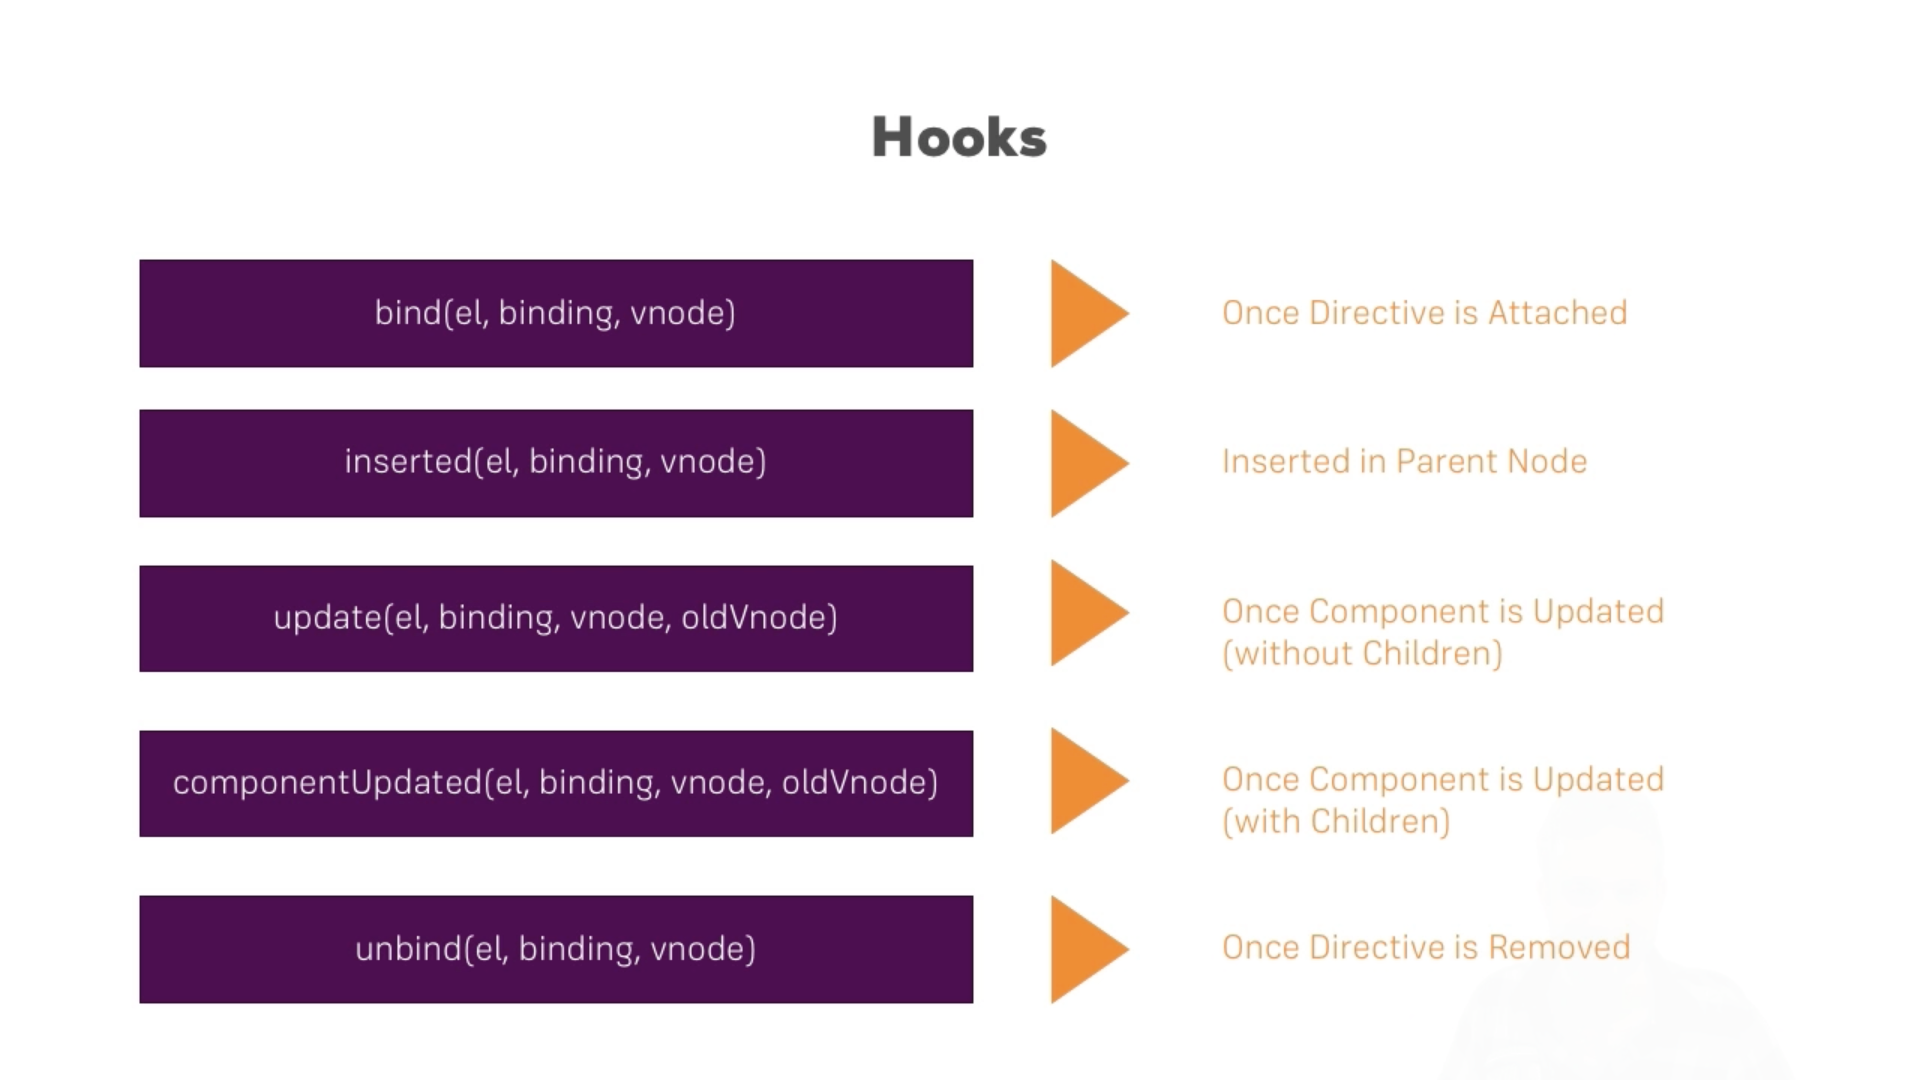 Hooks
bind(el, binding, vnode)
Once Directive is Attached
inserted(el, binding, vnode)
Inserted in Parent Node
update(el, binding, vnode, oldVnode)
Once Component is Updated
(without Children)
componentUpdated(el, binding, vnode, oldVnode)
Once Component is Updated
(with Children)
unbind(el, binding, vnode)
Once Directive is Removed